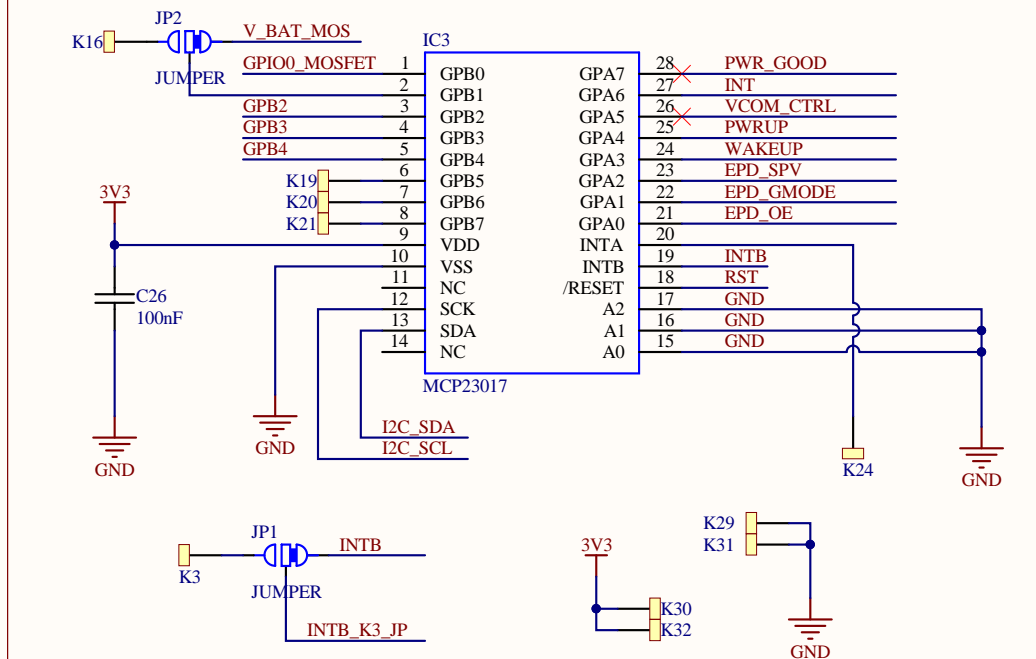 JP2
K16
V_BAT_MOS
JUMPER
IC3
GPIO0_MOSFET 1 GPB0 GPA7 28 PWR_GOOD
2 GPB1 GPA6 27 INT
GPB2 3 GPB2 GPA5 26 VCOM_CTRL
GPB3 4 GPB3 GPA4 25 PWRUP
GPB4 5 GPB4 GPA3 24 WAKEUP
K19 6 GPB5 GPA2 23 EPD_SPV
K20 7 GPB6 GPA1 22 EPD_GMODE
K21 8 GPB7 GPA0 21 EPD_OE
9 VDD INTA 20
10 VSS INTB 19 INTB
11 NC /RESET 18 RST
12 SCK A2 17 GND
13 SDA A1 16 GND
14 NC A0 15 GND
MCP23017
3V3
C26
100nF
GND
GND
I2C_SDA
I2C_SCL
K24
GND
JP1
K3
INTB
JUMPER
INTB_K3_JP
3V3
K30
K32
K29
K31
GND